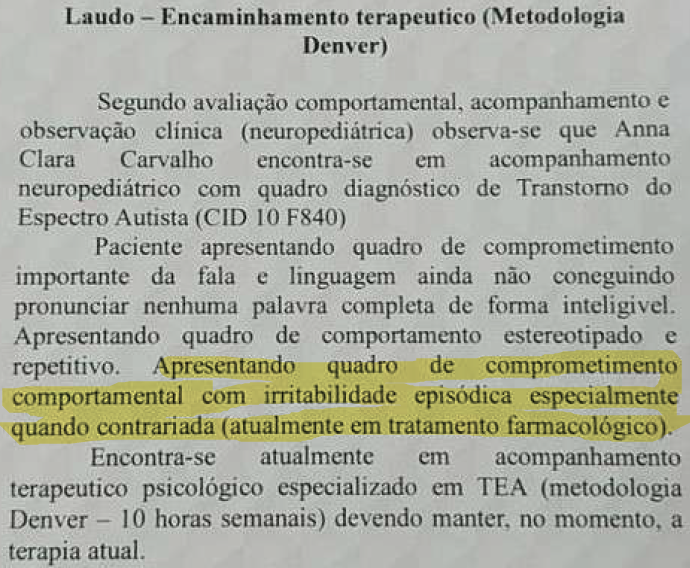 Laudo – Encaminhamento terapeutico (Metodologia
Denver)
Segundo avaliação comportamental, acompanhamento e
observação clínica (neuropediátrica) observa-se que Anna
Clara Carvalho encontra-se em acompanhamento
neuropediátrico com quadro diagnóstico de Transtorno do
Espectro Autista (CID 10 F840)
Paciente apresentando quadro de comprometimento
importante da fala e linguagem ainda não coneguindo
pronunciar nenhuma palavra completa de forma inteligivel.
Apresentando quadro de comportamento estereotipado e
repetitivo. Apresentando quadro de comprometimento
comportamental com irritabilidade episódica especialmente
quando contrariada (atualmente em tratamento farmacológico).
Encontra-se atualmente em acompanhamento
terapeutico psicológico especializado em TEA (metodologia
Denver – 10 horas semanais) devendo manter, no momento, a
terapia atual.